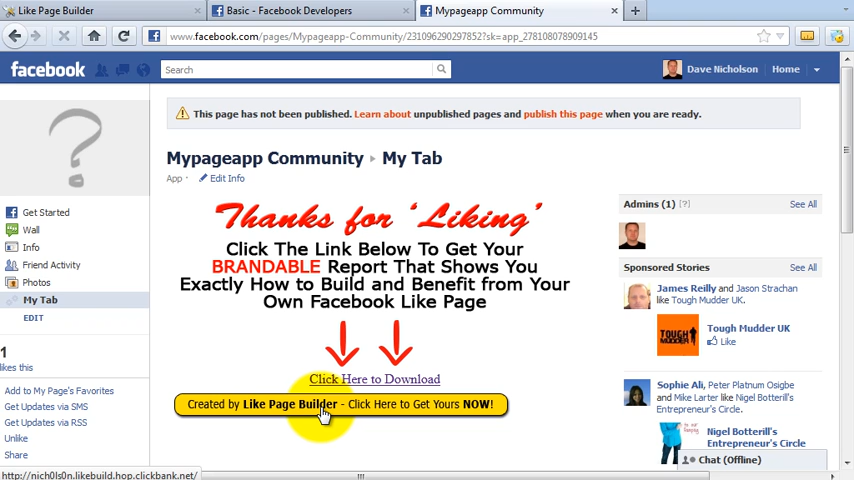 Like Page Builder
Basic - Facebook Developers
Mypageapp Community
www.facebook.com/pages/Mypageapp-Community/231096290297852?sk=app_278108078909145
facebook
Search
Dave Nicholson
Home
This page has not been published. Learn about unpublished pages and publish this page when you are ready.
Mypageapp Community ▸ My Tab
App · Edit Info
Get Started
Wall
Info
Friend Activity
Photos
My Tab
EDIT
1
likes this
Add to My Page's Favorites
Get Updates via SMS
Get Updates via RSS
Unlike
Share
Thanks for 'Liking'
Click The Link Below To Get Your
BRANDABLE Report That Shows You
Exactly How to Build and Benefit from Your
Own Facebook Like Page
Click Here to Download
Created by Like Page Builder - Click Here to Get Yours NOW!
Admins (1) [?]
See All
Sponsored Stories
See All
James Reilly and Jason Strachan
like Tough Mudder UK.
TOUGH
MUDDER
Tough Mudder UK
Like
Sophie Ali, Peter Platunum Osigbe
and Mike Larter like Nigel Botterill's
Entrepreneur's Circle.
Nigel Botterill's
Entrepreneur's Circle
Chat (Offline)
http://nich0ls0n.likebuild.hop.clickbank.net/